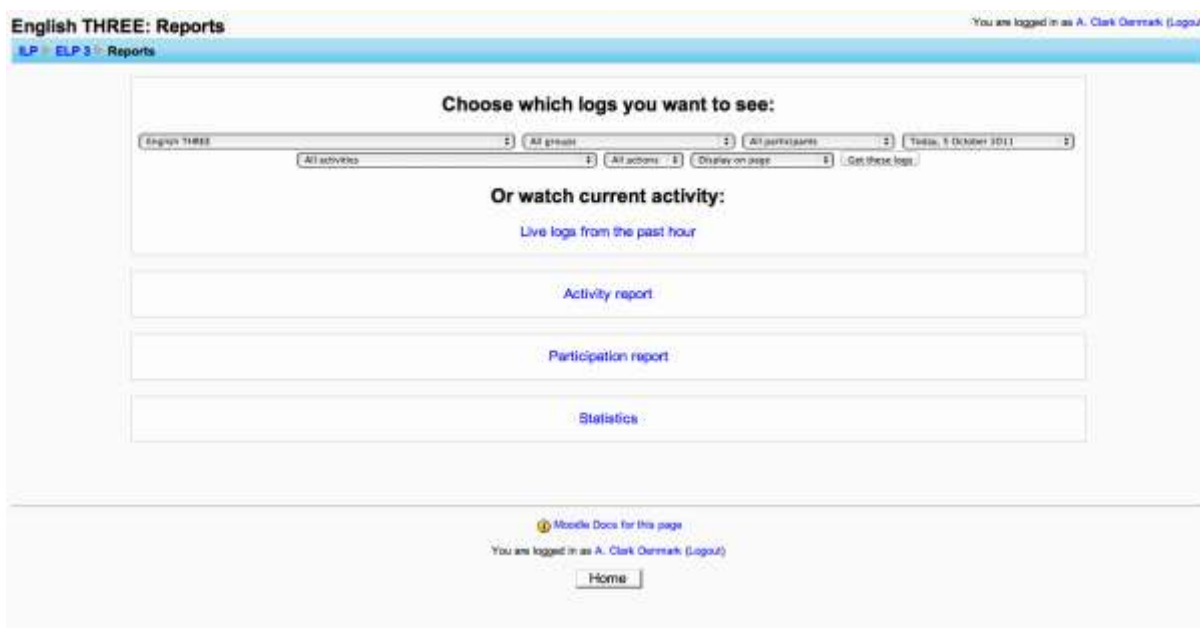 English THREE: Reports
You are logged in as A. Clark Denmark (Logout
ILP ELP 3 Reports
Choose which logs you want to see:
English THREE All groups All participants Today, 5 October 2011
All activities All actions Display on page Get these logs
Or watch current activity:
Live logs from the past hour
Activity report
Participation report
Statistics
Moodle Docs for this page
You are logged in as A. Clark Denmark (Logout)
Home